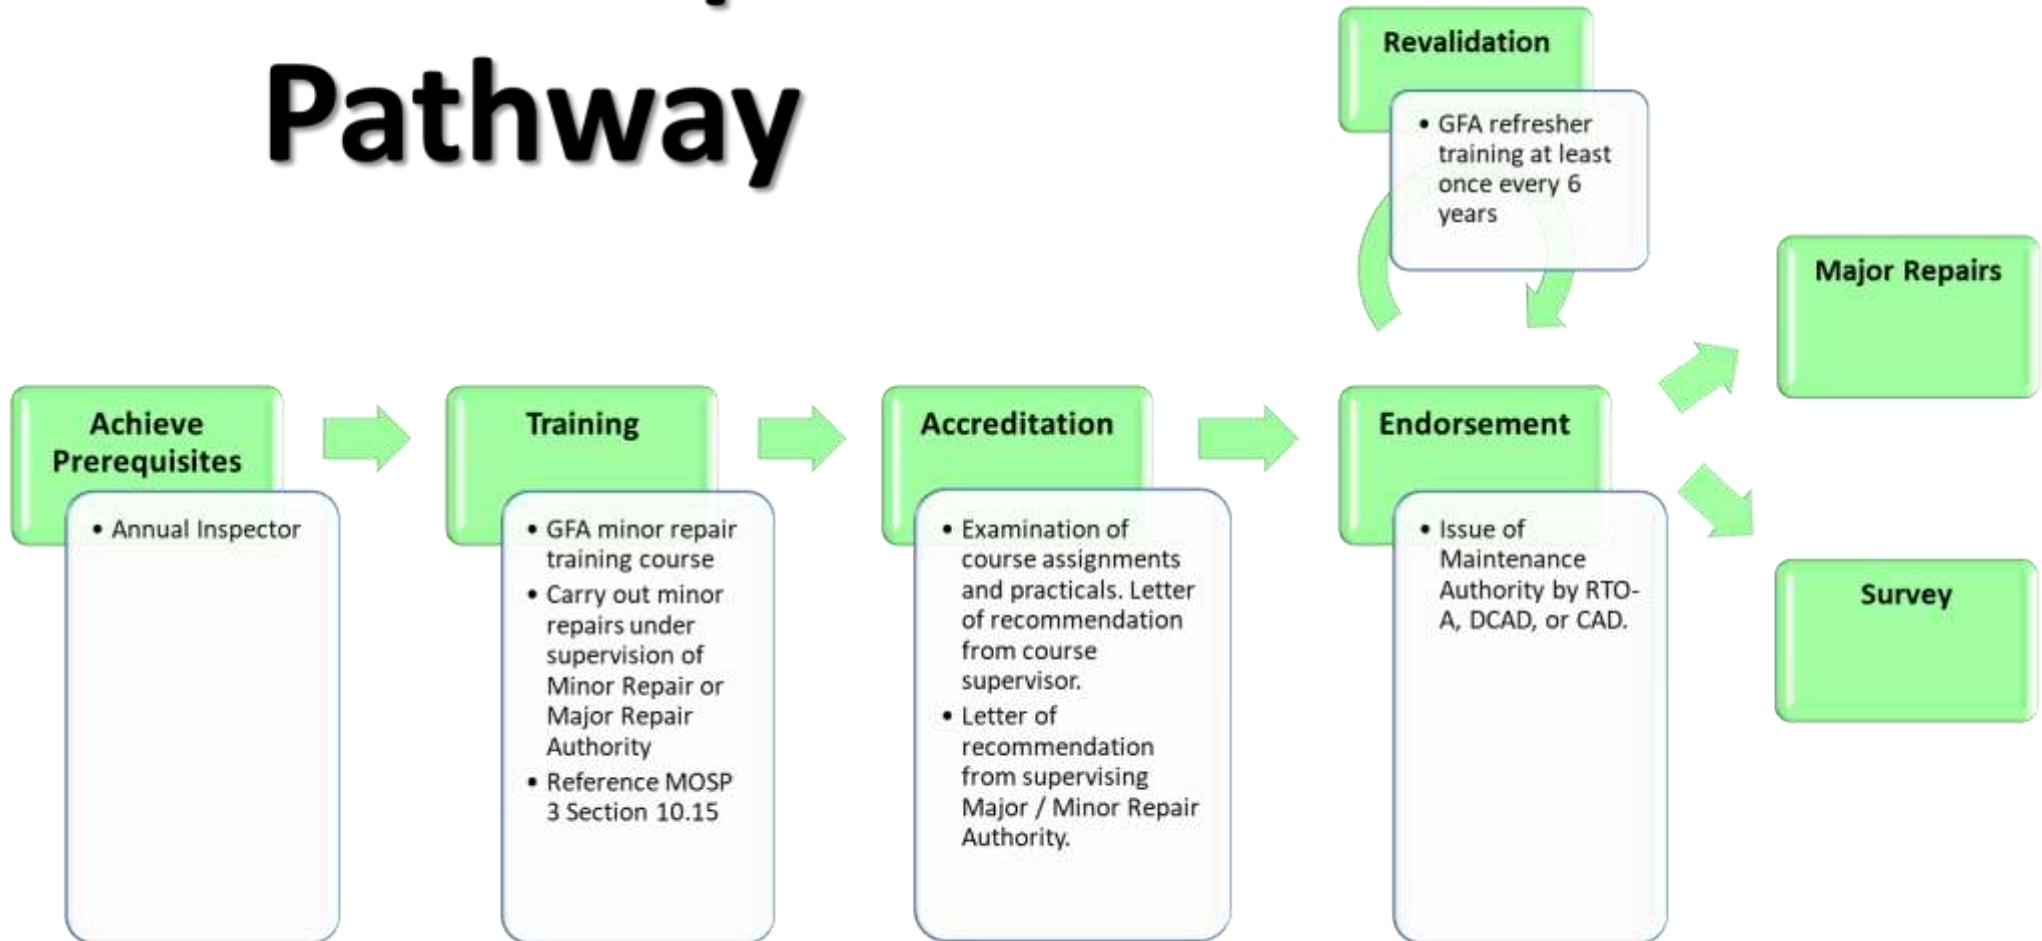 Pathway
Revalidation
• GFA refresher
training at least
once every 6
years
Major Repairs
Achieve
Prerequisites
• Annual Inspector
Training
• GFA minor repair
training course
• Carry out minor
repairs under
supervision of
Minor Repair or
Major Repair
Authority
• Reference MOSP
3 Section 10.15
Accreditation
• Examination of
course assignments
and practicals. Letter
of recommendation
from course
supervisor.
• Letter of
recommendation
from supervising
Major / Minor Repair
Authority.
Endorsement
• Issue of
Maintenance
Authority by RTO-
A, DCAD, or CAD.
Survey